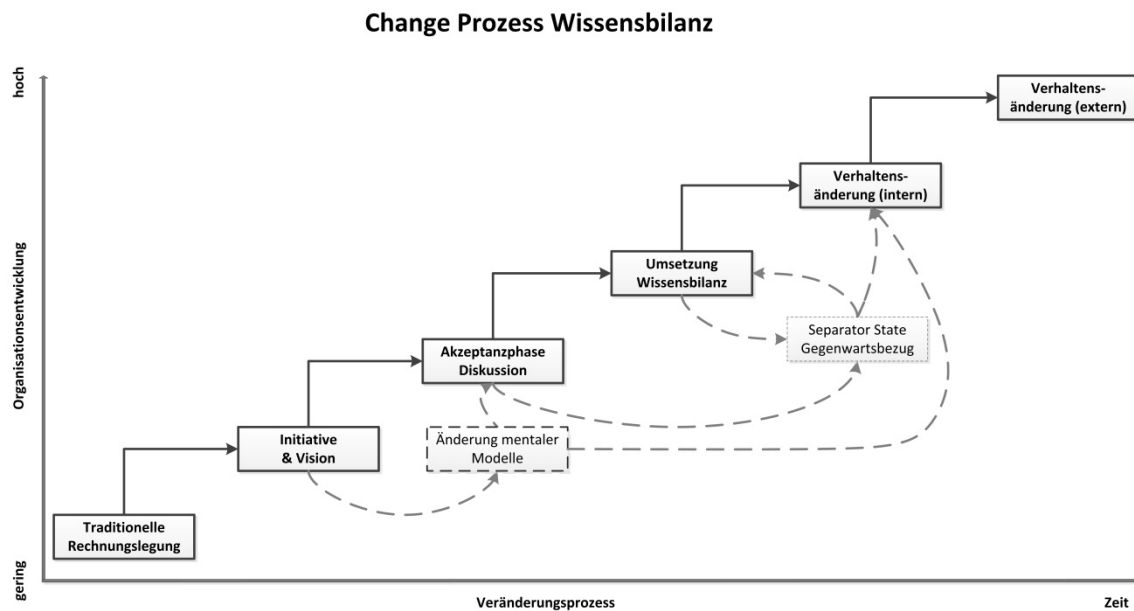 Change Prozess Wissensbilanz
hoch
Verhaltens-
änderung (extern)
Verhaltens-
änderung (intern)
Organisationsentwicklung
Umsetzung
Wissensbilanz
Separator State
Gegenwartsbezug
Akzeptanzphase
Diskussion
Änderung mentaler
Modelle
Initiative
& Vision
Traditionelle
Rechnungslegung
gering
Veränderungsprozess
Zeit